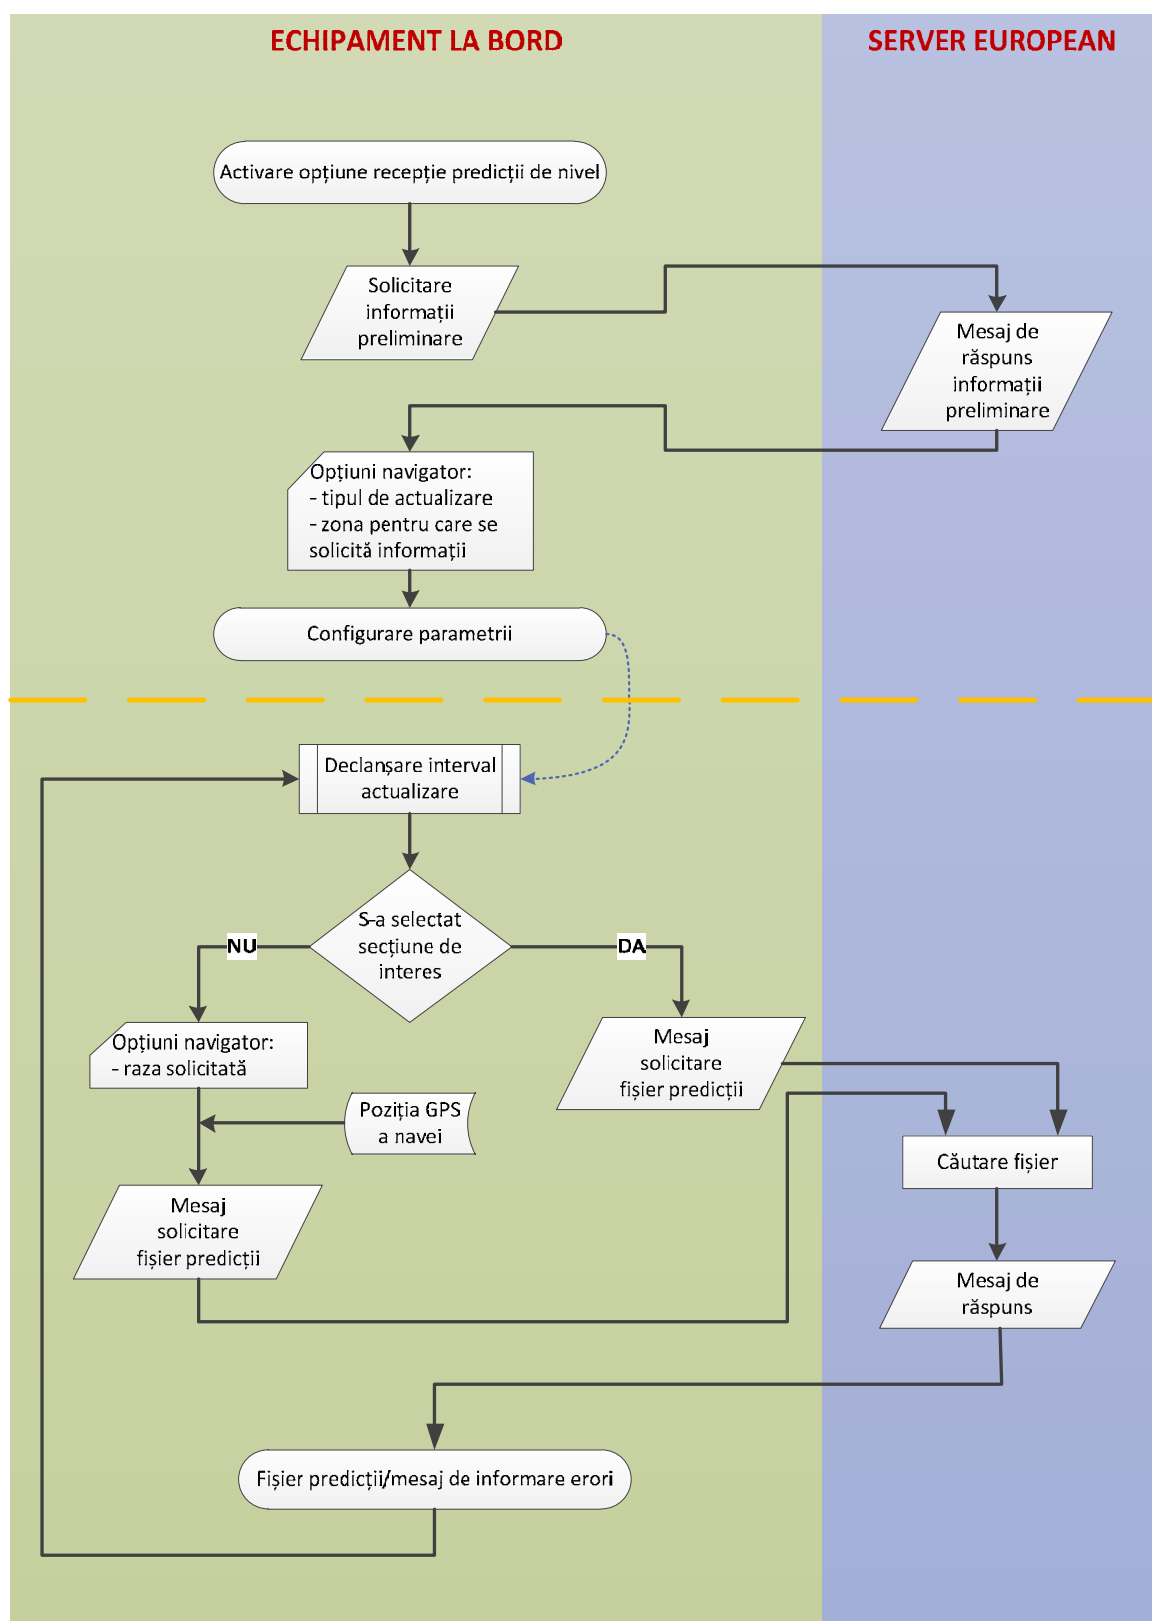 ECHIPAMENT LA BORD
SERVER EUROPEAN
Activare opțiune recepție predicții de nivel
Solicitare
informații
preliminare
Mesaj de
răspuns
informații
preliminare
Opțiuni navigator:
- tipul de actualizare
- zona pentru care se
solicită informații
Configurare parametrii
Declanșare interval
actualizare
S-a selectat
secțiune de
interes
NU
DA
Opțiuni navigator:
- raza solicitată
Mesaj
solicitare
fișier predicții
Poziția GPS
a navei
Căutare fișier
Mesaj
solicitare
fișier predicții
Mesaj de
răspuns
Fișier predicții/mesaj de informare erori